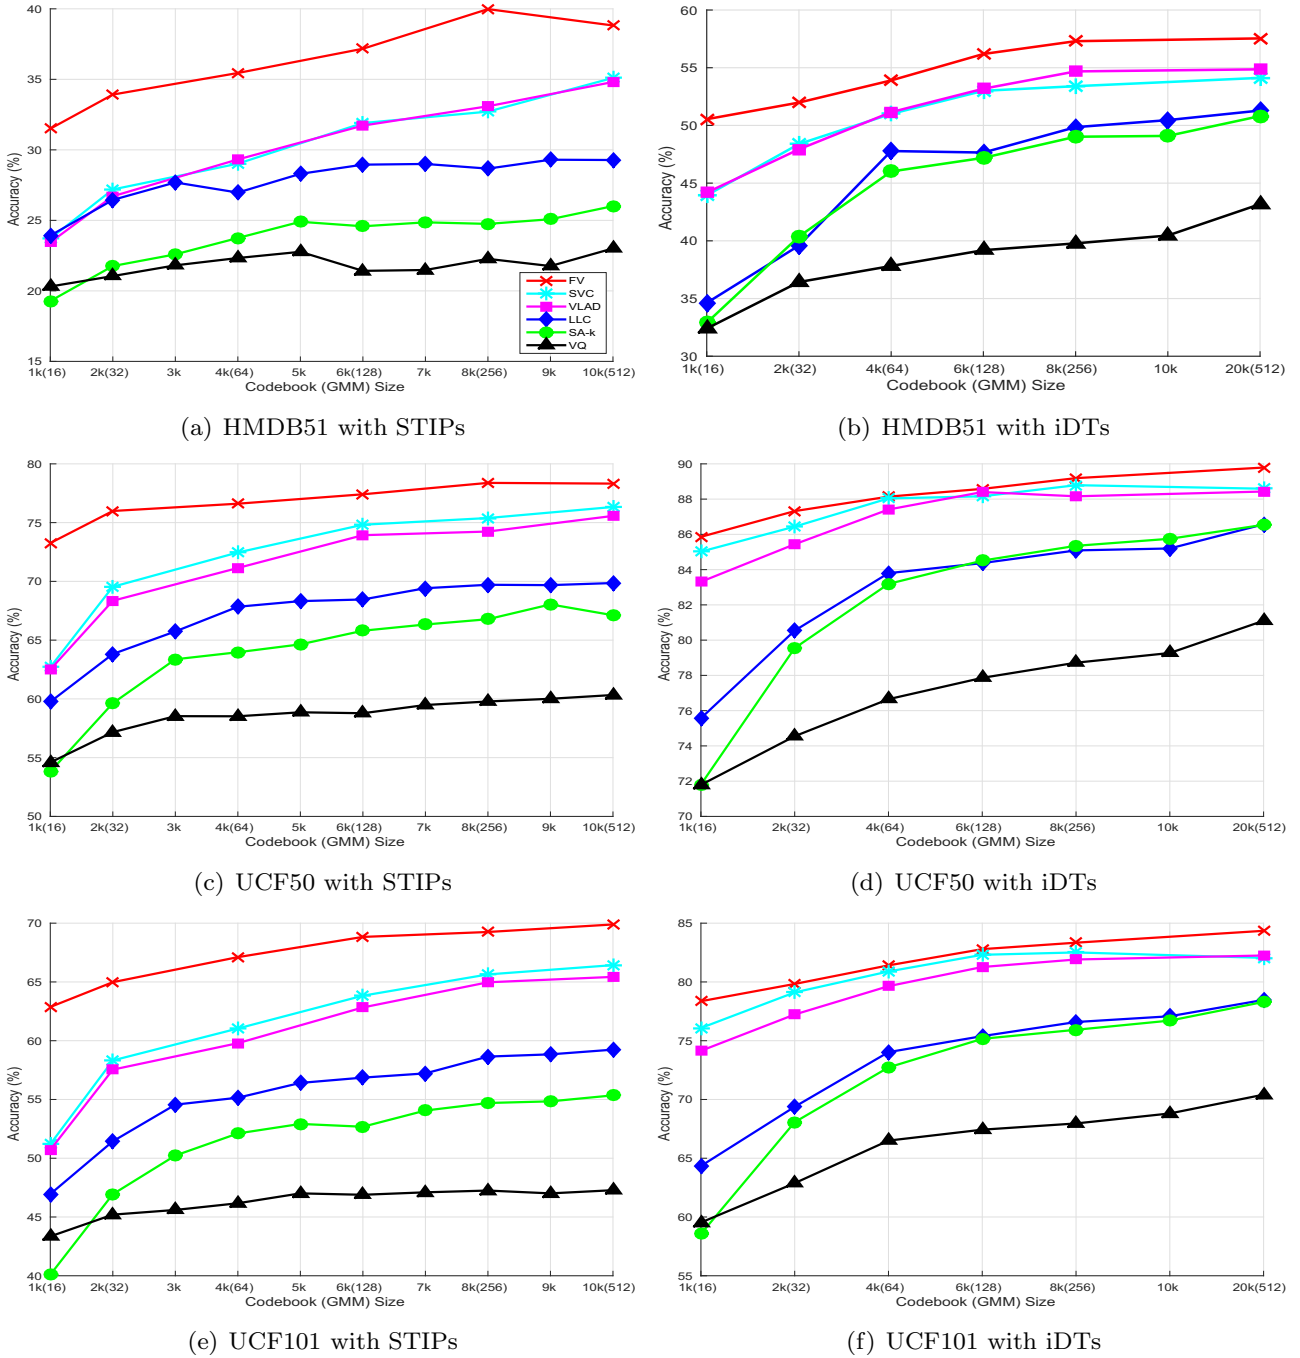 40
35
30
25
20
15
Accuracy (%)
FV
SVC
VLAD
LLC
SA-k
VQ
1k(16) 2k(32) 3k 4k(64) 5k 6k(128) 7k 8k(256) 9k 10k(512)
Codebook (GMM) Size
(a) HMDB51 with STIPs
60
55
50
45
40
35
30
Accuracy (%)
1k(16) 2k(32) 4k(64) 6k(128) 8k(256) 10k 20k(512)
Codebook (GMM) Size
(b) HMDB51 with iDTs
80
75
70
65
60
55
50
Accuracy (%)
1k(16) 2k(32) 3k 4k(64) 5k 6k(128) 7k 8k(256) 9k 10k(512)
Codebook (GMM) Size
(c) UCF50 with STIPs
90
88
86
84
82
80
78
76
74
72
70
Accuracy (%)
1k(16) 2k(32) 4k(64) 6k(128) 8k(256) 10k 20k(512)
Codebook (GMM) Size
(d) UCF50 with iDTs
70
65
60
55
50
45
40
Accuracy (%)
1k(16) 2k(32) 3k 4k(64) 5k 6k(128) 7k 8k(256) 9k 10k(512)
Codebook (GMM) Size
(e) UCF101 with STIPs
85
80
75
70
65
60
55
Accuracy (%)
1k(16) 2k(32) 4k(64) 6k(128) 8k(256) 10k 20k(512)
Codebook (GMM) Size
(f) UCF101 with iDTs